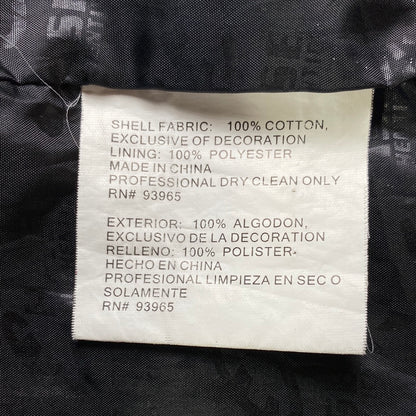 SHELL FABRIC: 100% COTTON,
EXCLUSIVE OF DECORATION
LINING: 100% POLYESTER
MADE IN CHINA
PROFESSIONAL DRY CLEAN ONLY
RN# 93965
EXTERIOR: 100% ALGODON,
EXCLUSIVO DE LA DECORATION
RELLENO: 100% POLISTER
HECHO EN CHINA
PROFESIONAL LIMPIEZA EN SEC O
SOLAMENTE
RN# 93965